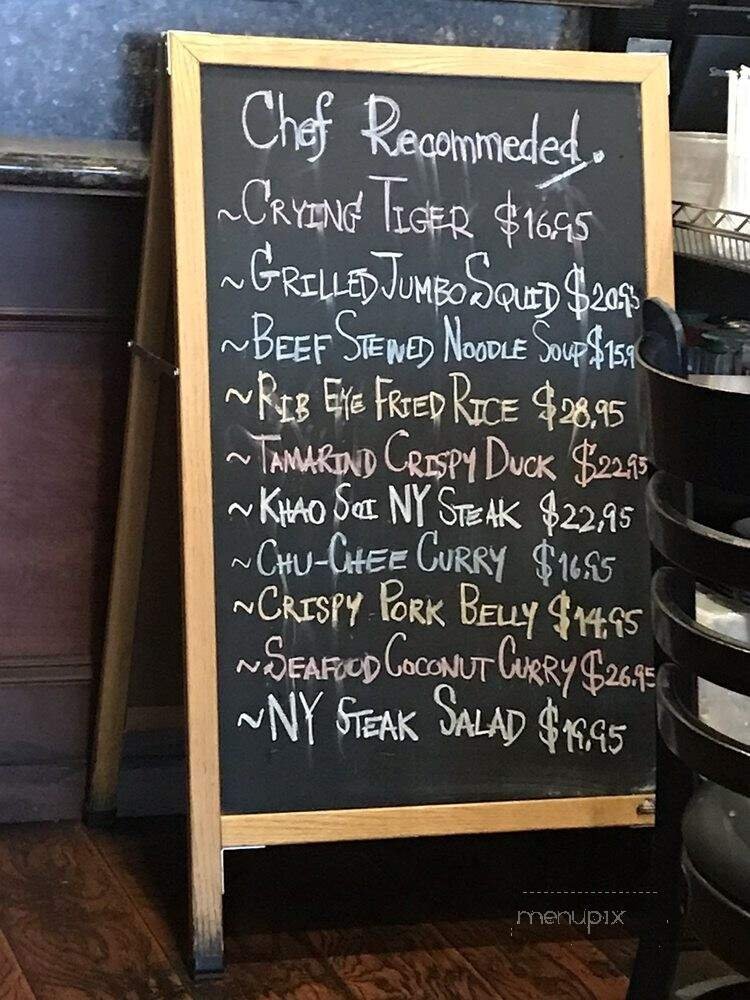 Chef Recommeded.
~CRYING TIGER $16.95
~GRILLED JUMBO SQUID $20.95
~BEEF STEWED NOODLE SOUP $15.9
~RIB EYE FRIED RICE $28.95
~TAMARIND CRISPY DUCK $22.95
~KHAO SOI NY STEAK $22.95
~CHU-CHEE CURRY $16.95
~CRISPY PORK BELLY $14.95
~SEAFOOD COCONUT CURRY $26.95
~NY STEAK SALAD $19.95
menupix